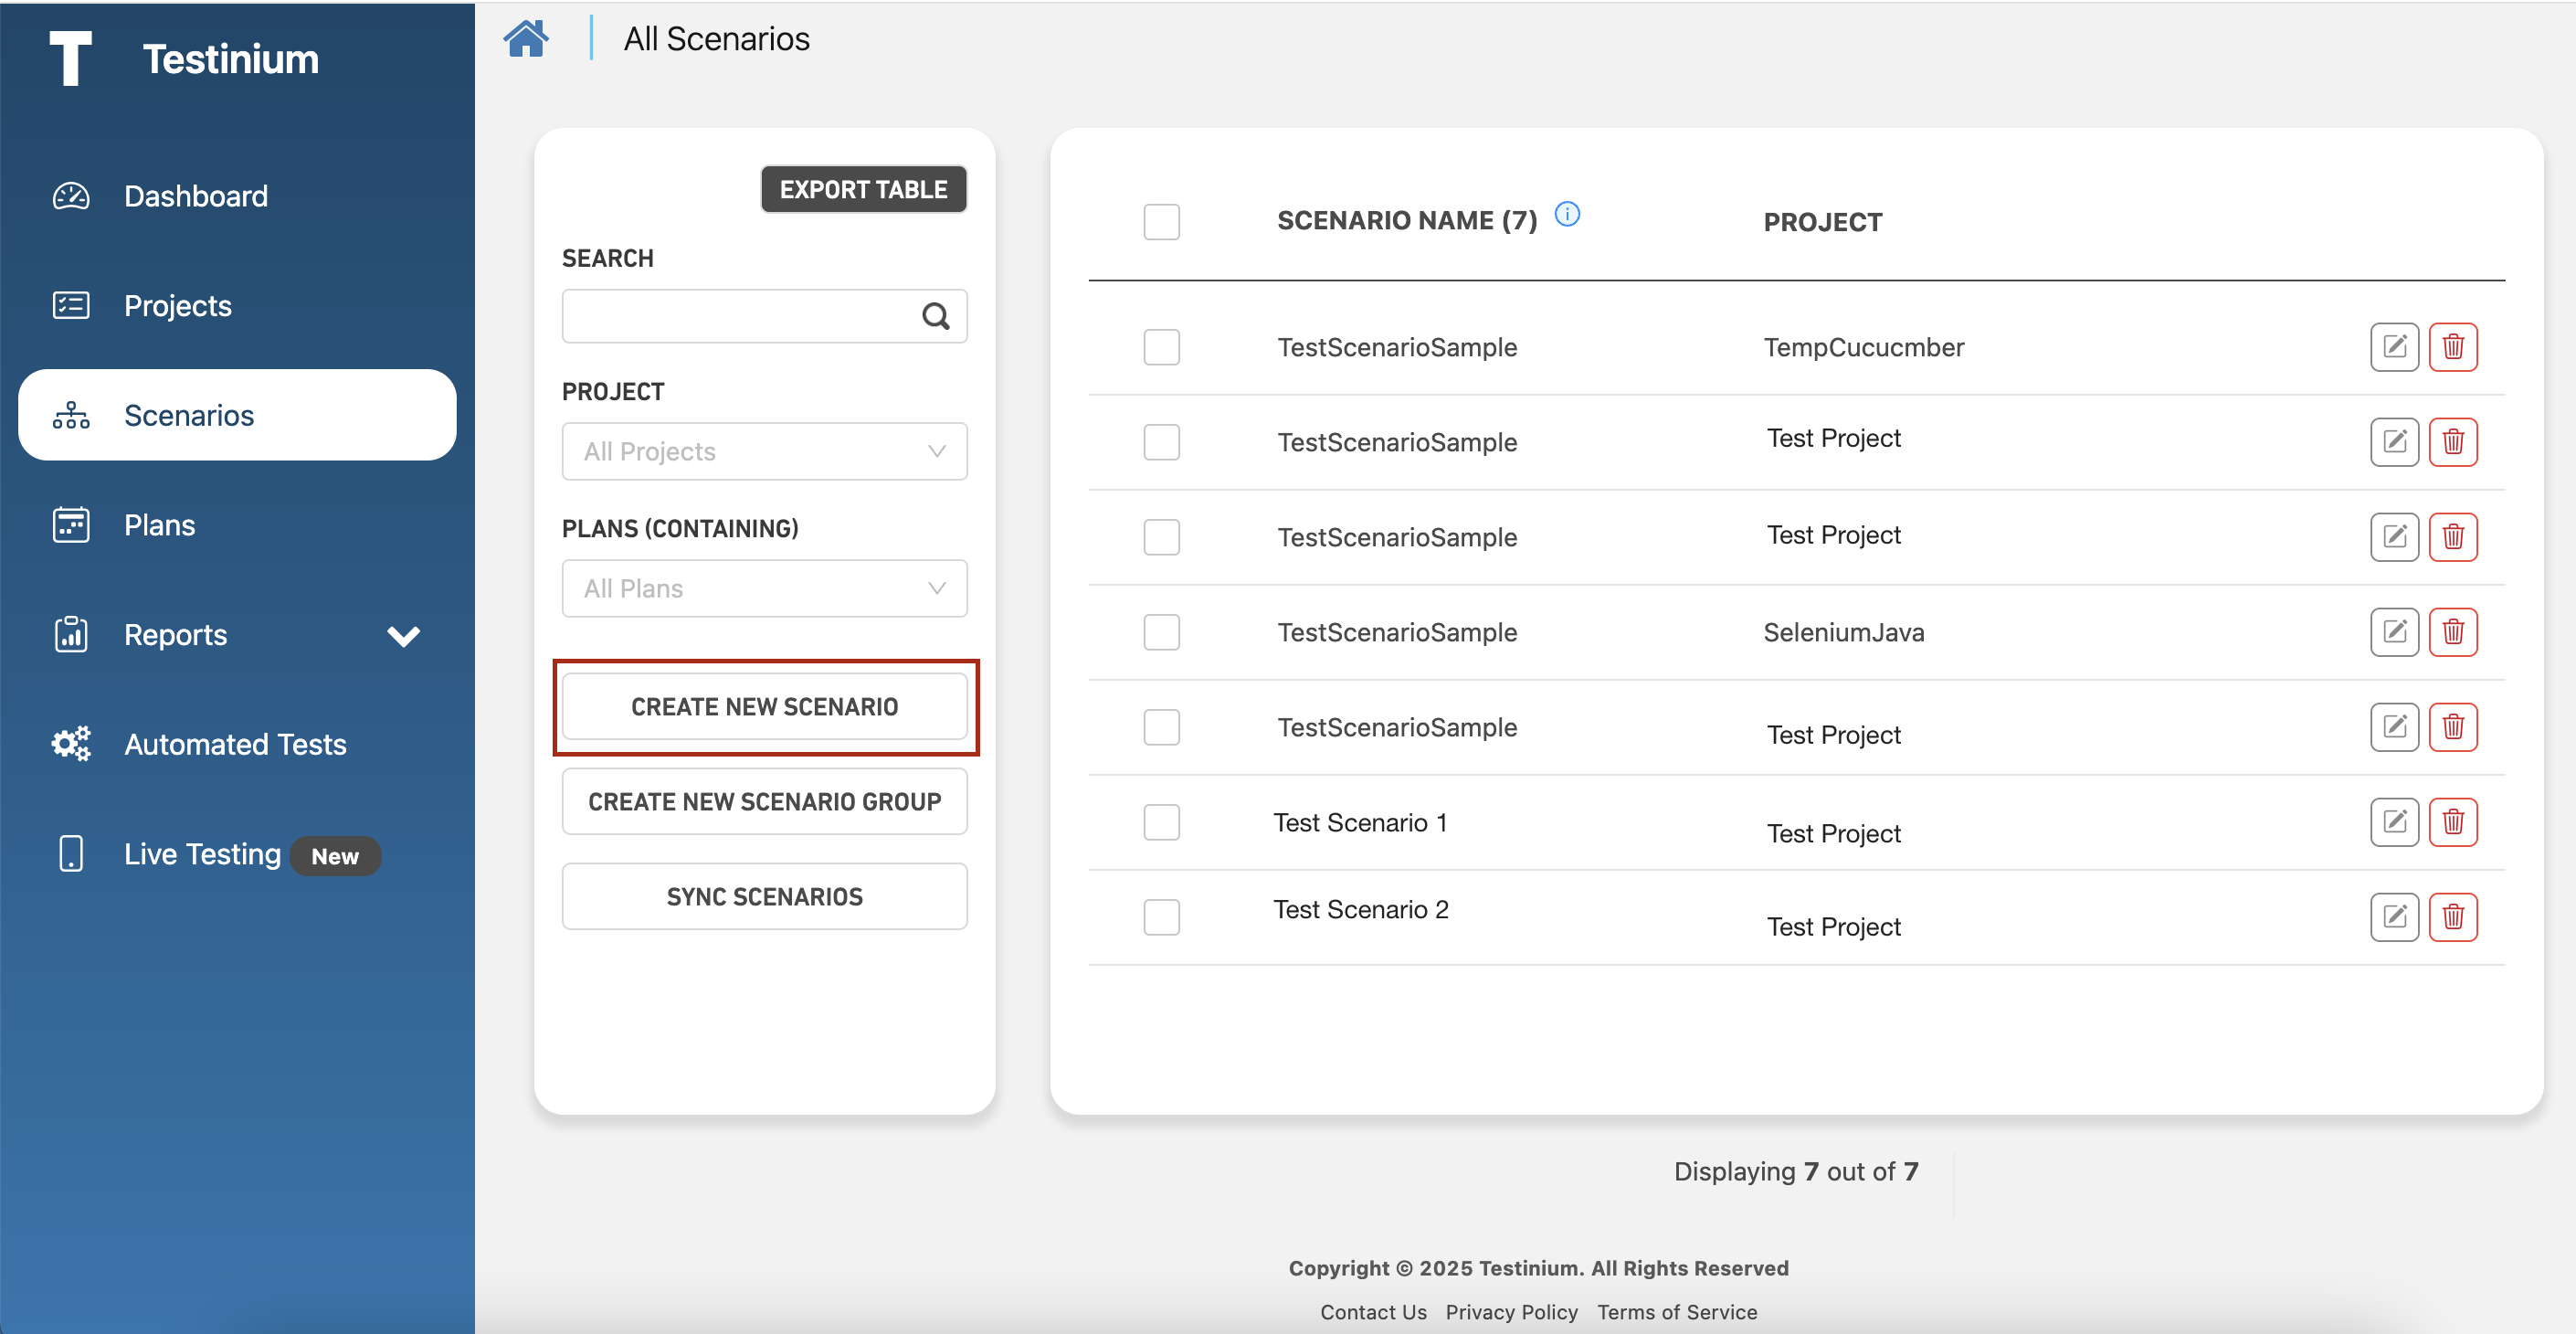 T Testinium
All Scenarios
Dashboard
Projects
Scenarios
Plans
Reports
Automated Tests
Live Testing New
EXPORT TABLE
SEARCH
PROJECT
All Projects
PLANS (CONTAINING)
All Plans
CREATE NEW SCENARIO
CREATE NEW SCENARIO GROUP
SYNC SCENARIOS
SCENARIO NAME (7) i PROJECT
TestScenarioSample TempCucucmber
TestScenarioSample Test Project
TestScenarioSample Test Project
TestScenarioSample SeleniumJava
TestScenarioSample Test Project
Test Scenario 1 Test Project
Test Scenario 2 Test Project
Displaying 7 out of 7
Copyright © 2025 Testinium. All Rights Reserved
Contact Us Privacy Policy Terms of Service